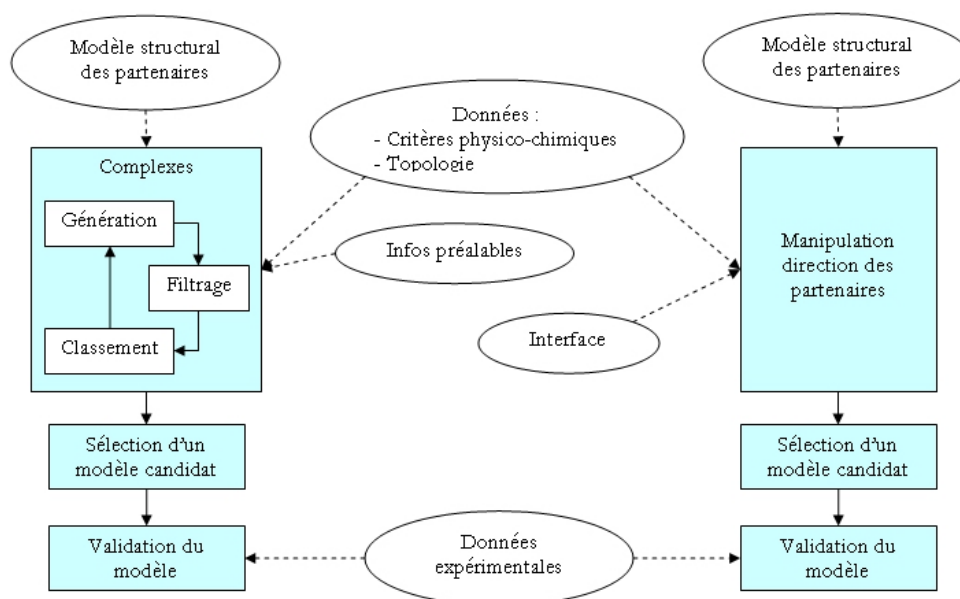 Modèle structural
des partenaires
Modèle structural
des partenaires
Données :
- Critères physico-chimiques
- Topologie
Complexes
Génération
Filtrage
Classement
Infos préalables
Interface
Manipulation
direction des
partenaires
Sélection d'un
modèle candidat
Sélection d'un
modèle candidat
Validation du
modèle
Données
expérimentales
Validation du
modèle